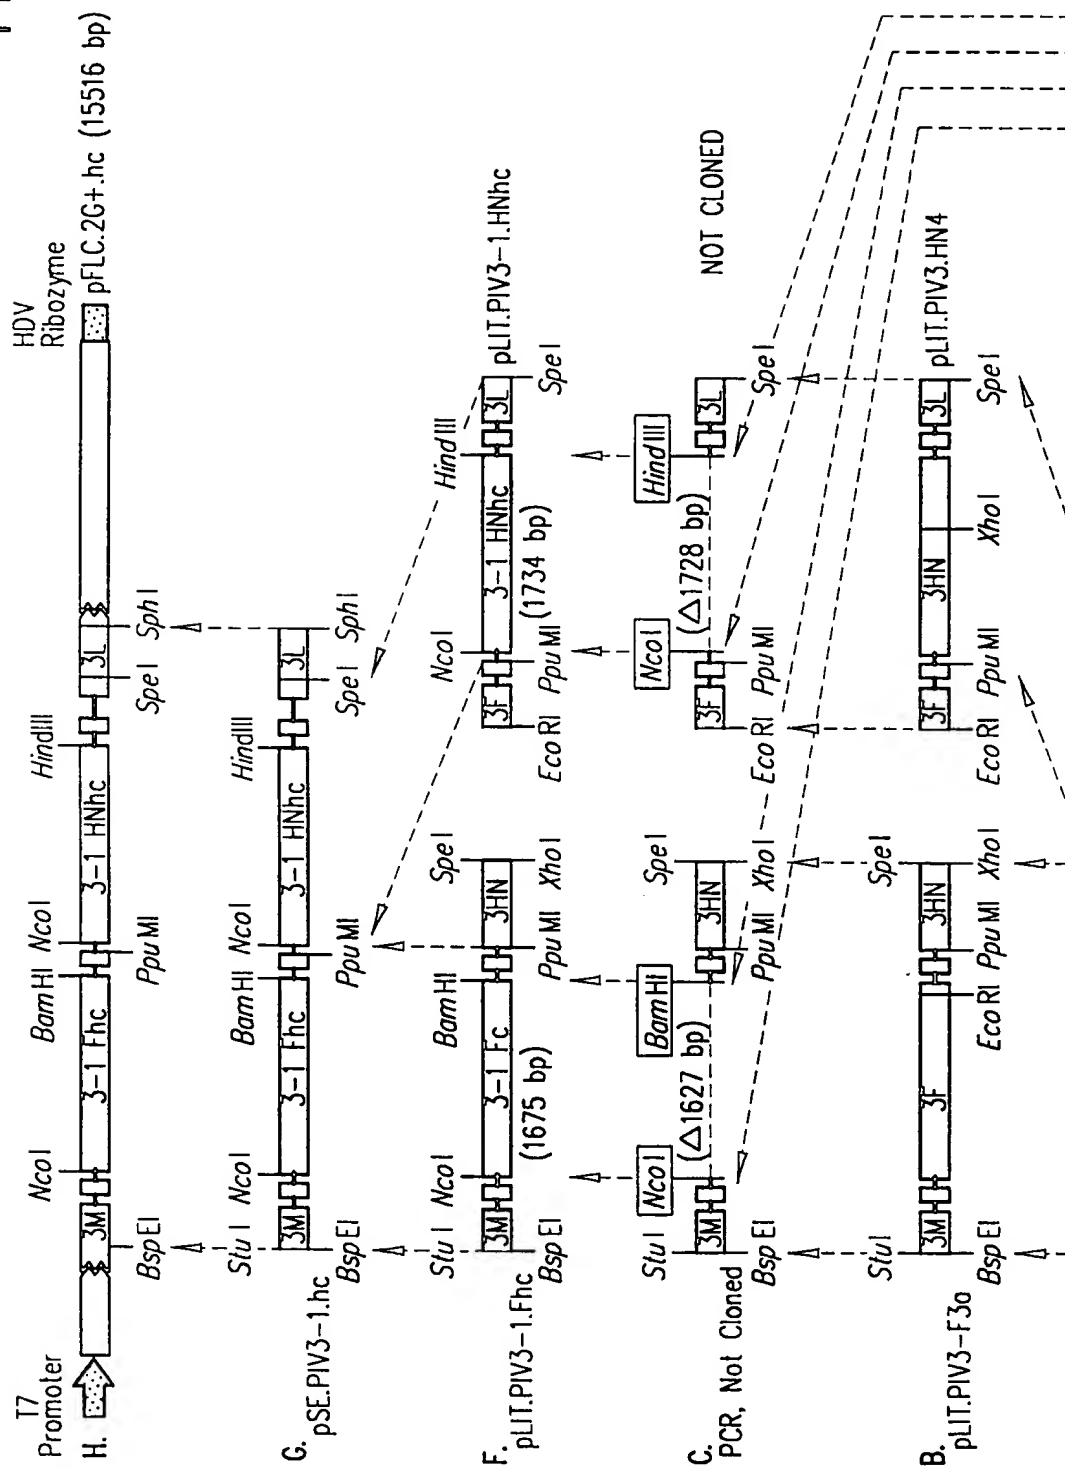 T7
Promoter
HDV
Ribozyme
H.
pFLC.2G+.hc (15516 bp)
NcoI
BamHI
NcoI
HindIII
3M
3-1 Fhc
3-1 HNhc
3L
BspEI
PpuMI
SpeI
SphI
G.
pSE.PIV3-1.hc
StuI
NcoI
BamHI
NcoI
HindIII
3M
3-1 Fhc
3-1 HNhc
3L
BspEI
PpuMI
SpeI
SphI
F.
pLIT.PIV3-1.Fhc
StuI
NcoI
BamHI
SpeI
3M
3-1 Fc
3HN
(1675 bp)
BspEI
PpuMI
XhoI
NcoI
HindIII
pLIT.PIV3-1.HNhc
3F
3-1 HNhc
3L
(1734 bp)
EcoRI
PpuMI
SpeI
C.
PCR, Not Cloned
StuI
NcoI
BamHI
SpeI
(△1627 bp)
3M
3HN
BspEI
PpuMI
XhoI
NcoI
HindIII
NOT CLONED
(△1728 bp)
3F
3L
EcoRI
PpuMI
SpeI
B.
pLIT.PIV3-F3a
StuI
SpeI
3M
3F
3HN
BspEI
EcoRI
PpuMI
XhoI
pLIT.PIV3.HN4
3F
3HN
3L
EcoRI
PpuMI
XhoI
SpeI